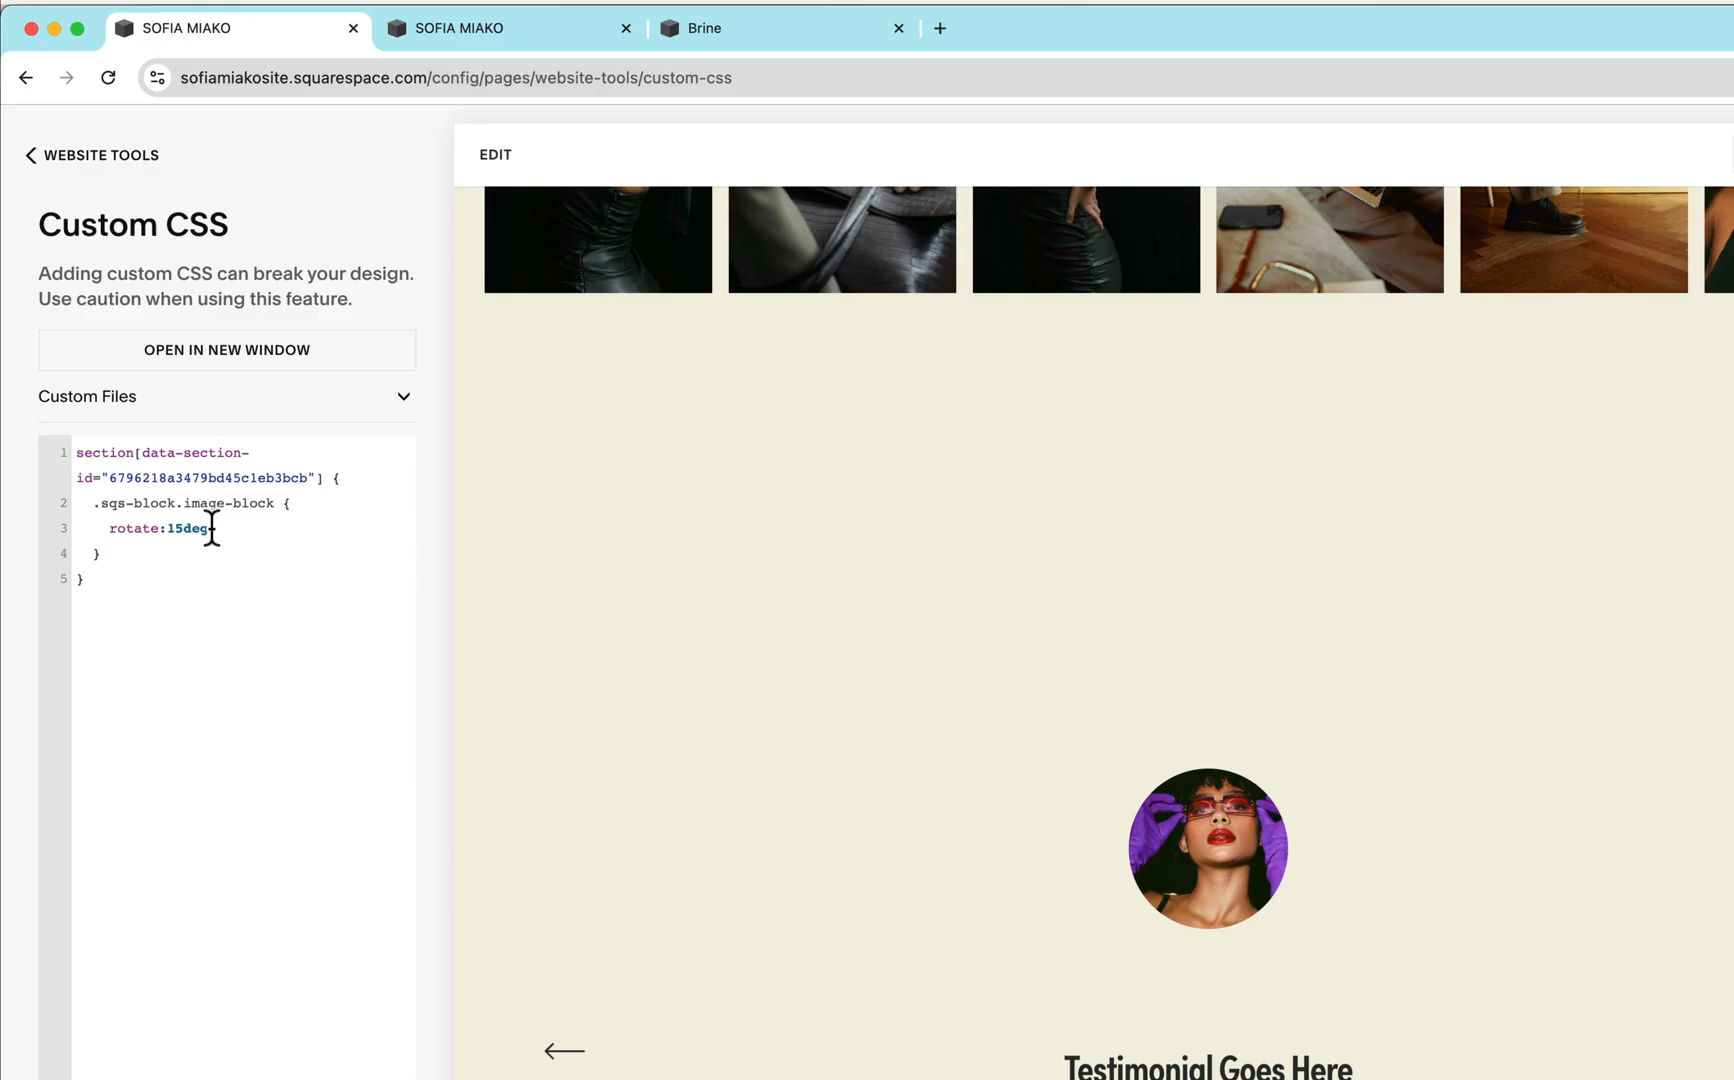 SOFIA MIAKO
SOFIA MIAKO
Brine
sofiamiakosite.squarespace.com/config/pages/website-tools/custom-css
WEBSITE TOOLS
EDIT
Custom CSS
Adding custom CSS can break your design.
Use caution when using this feature.
OPEN IN NEW WINDOW
Custom Files
1 section[data-section-
id="6796218a3479bd45c1eb3bcb"] {
2 .sqs-block.image-block {
3 rotate:15deg
4 }
5 }
Testimonial Goes Here